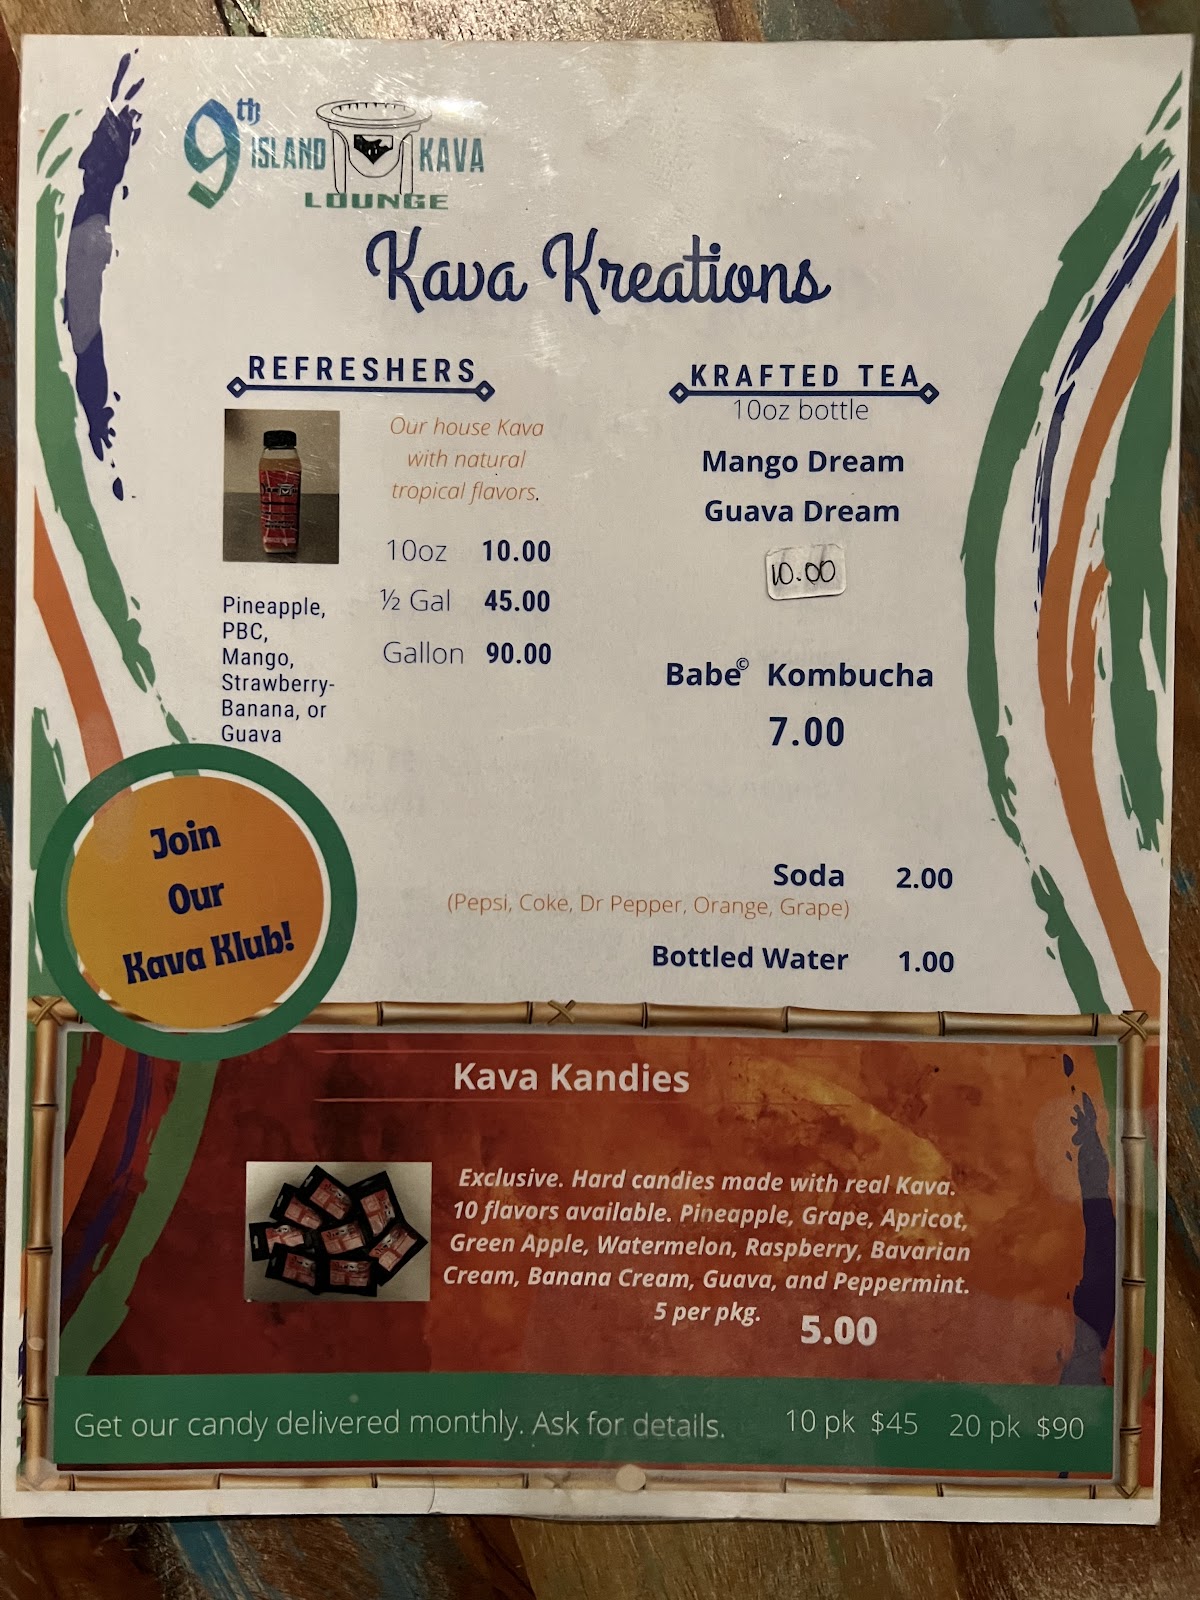 9th ISLAND KAVA
LOUNGE
Kava Kreations
REFRESHERS
Our house Kava
with natural
tropical flavors.
10oz 10.00
½ Gal 45.00
Gallon 90.00
Pineapple,
PBC,
Mango,
Strawberry-
Banana, or
Guava
KRAFTED TEA
10oz bottle
Mango Dream
Guava Dream
10.00
Babe© Kombucha
7.00
Soda 2.00
(Pepsi, Coke, Dr Pepper, Orange, Grape)
Bottled Water 1.00
Join
Our
Kava Klub!
Kava Kandies
Exclusive. Hard candies made with real Kava.
10 flavors available. Pineapple, Grape, Apricot,
Green Apple, Watermelon, Raspberry, Bavarian
Cream, Banana Cream, Guava, and Peppermint.
5 per pkg. 5.00
Get our candy delivered monthly. Ask for details. 10 pk $45 20 pk $90